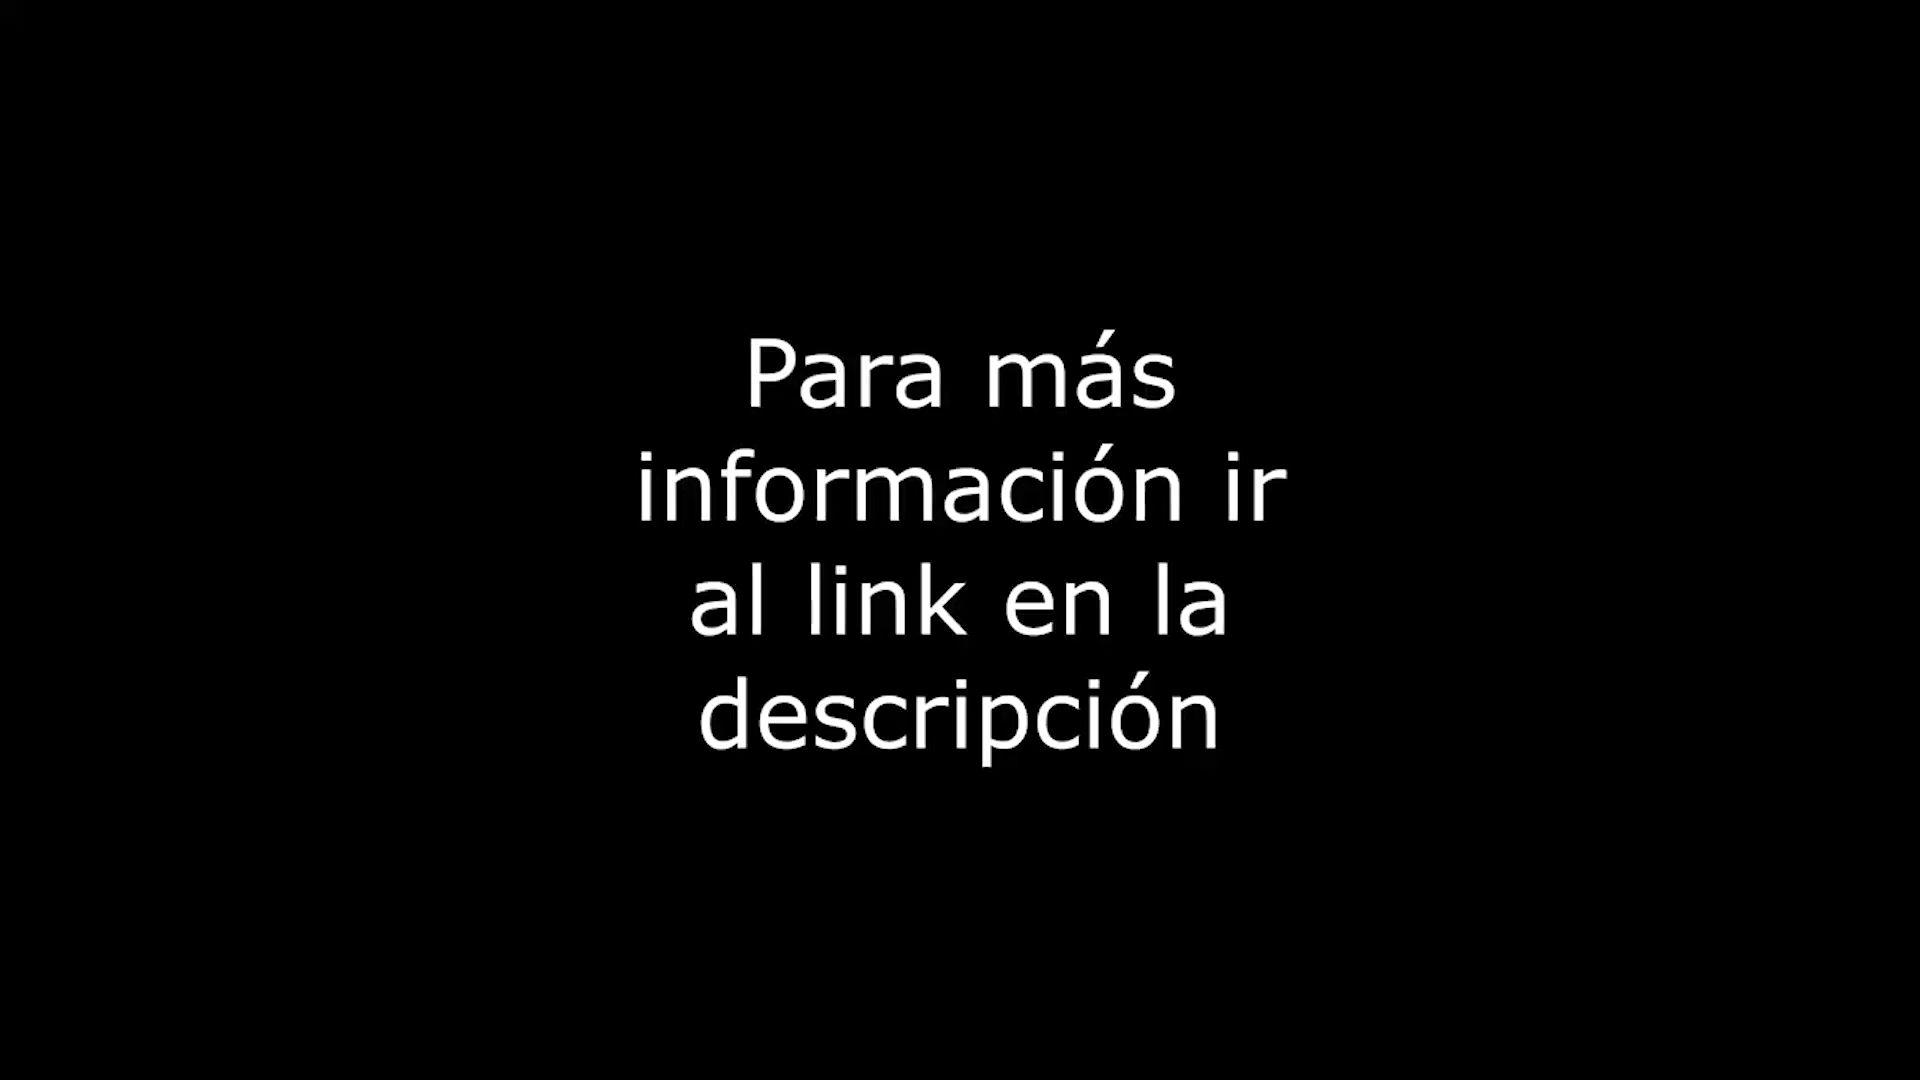 Para más
información ir
al link en la
descripción